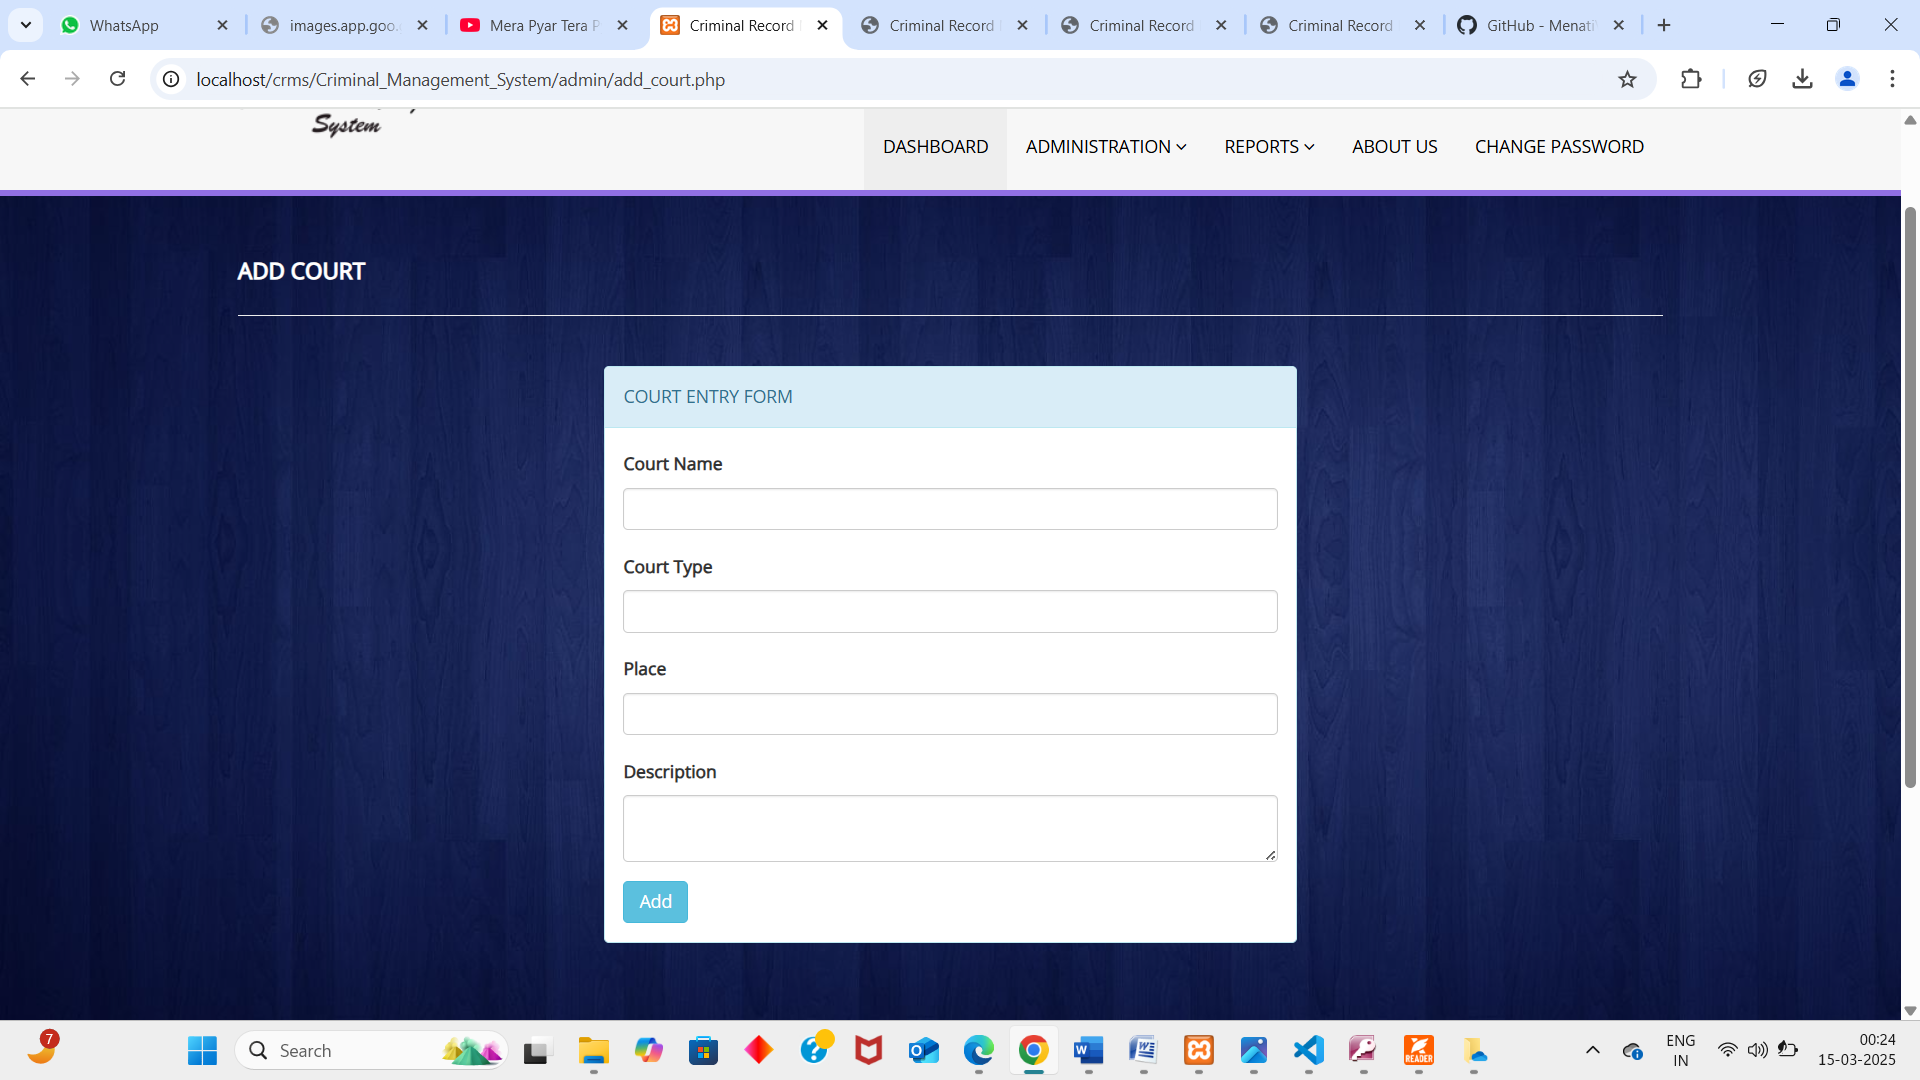 WhatsApp
images.app.goo.
Mera Pyar Tera P
Criminal Record
Criminal Record
Criminal Record
Criminal Record
GitHub - Menati
localhost/crms/Criminal_Management_System/admin/add_court.php
System
DASHBOARD
ADMINISTRATION
REPORTS
ABOUT US
CHANGE PASSWORD
ADD COURT
COURT ENTRY FORM
Court Name
Court Type
Place
Description
Add
7
Search
READER
ENG
IN
00:24
15-03-2025